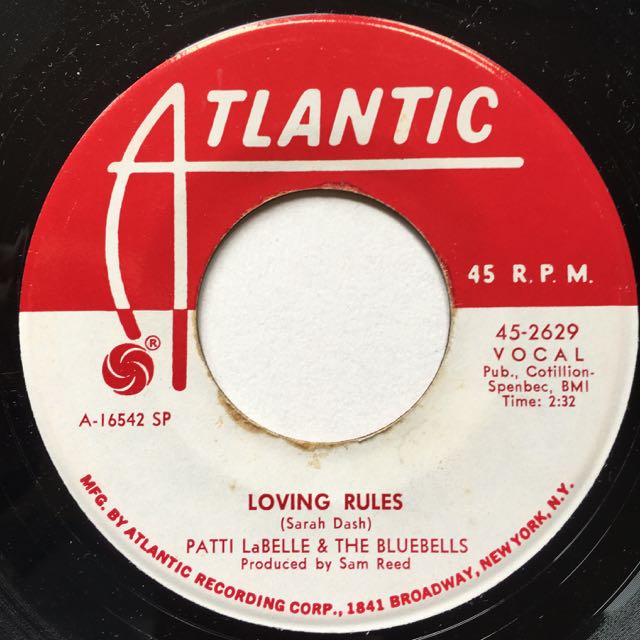 ATLANTIC
45 R.P.M.
®
45-2629
VOCAL
Pub., Cotillion-
Spenbec, BMI
Time: 2:32
A-16542 SP
LOVING RULES
(Sarah Dash)
PATTI LaBELLE & THE BLUEBELLS
Produced by Sam Reed
MFG. BY ATLANTIC RECORDING CORP., 1841 BROADWAY, NEW YORK, N.Y.